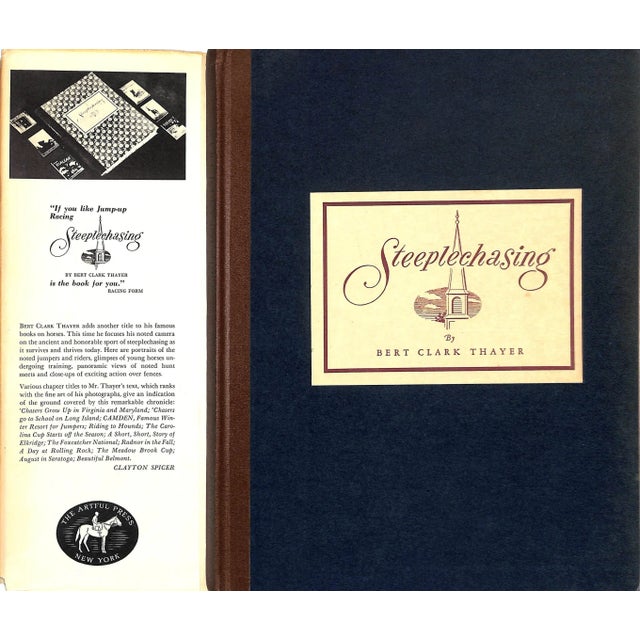 Steeplechasing
"If you like Jump-up
Racing
Steeplechasing
BY BERT CLARK THAYER
is the book for you."
RACING FORM
BERT CLARK THAYER adds another title to his famous
books on horses. This time he focuses his noted camera
on the ancient and honorable sport of steeplechasing as
it survives and thrives today. Here are portraits of the
noted jumpers and riders, glimpses of young horses un-
dergoing training, panoramic views of noted hunt
meets and close-ups of exciting action over fences.
Various chapter titles to Mr. Thayer's text, which ranks
with the fine art of his photographs, give an indication of
the ground covered by this remarkable chronicle:
'Chasers Grow Up in Virginia and Maryland; 'Chasers
go to School on Long Island; CAMDEN, Famous Win-
ter Resort for Jumpers; Riding to Hounds; The Caro-
lina Cup Starts off the Season; A Short, Short, Story of
Elkridge; The Foxcatcher National; Radnor in the Fall;
A Day at Rolling Rock; The Meadow Brook Cup;
August in Saratoga; Beautiful Belmont.
CLAYTON SPICER
THE ARTFUL PRESS
NEW YORK
Steeplechasing
By
BERT CLARK THAYER